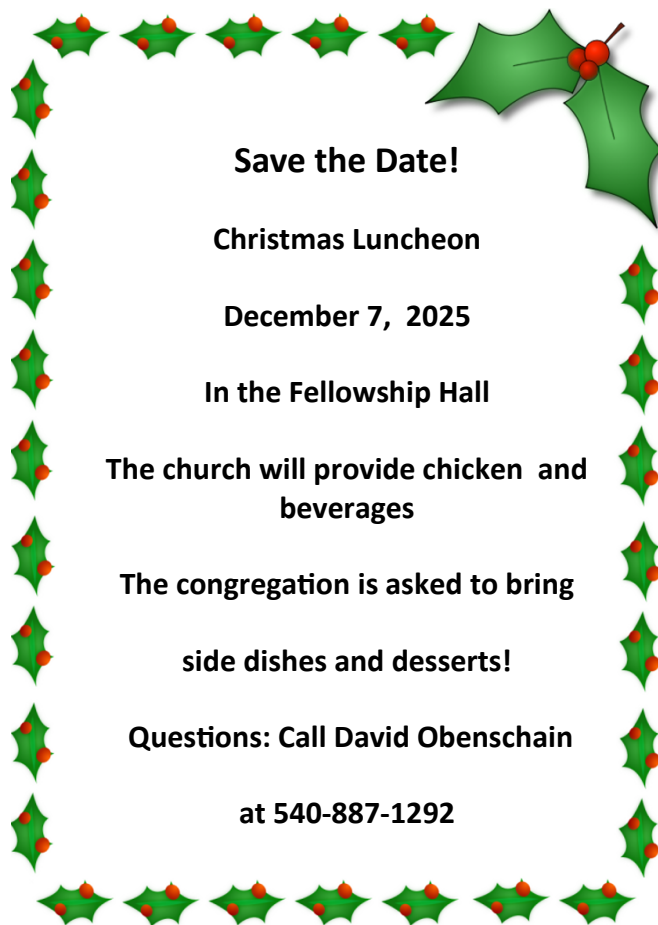 Save the Date!
Christmas Luncheon
December 7,  2025
In the Fellowship Hall
The church will provide chicken  and
beverages
The congregation is asked to bring
side dishes and desserts!
Questions: Call David Obenschain
at 540-887-1292